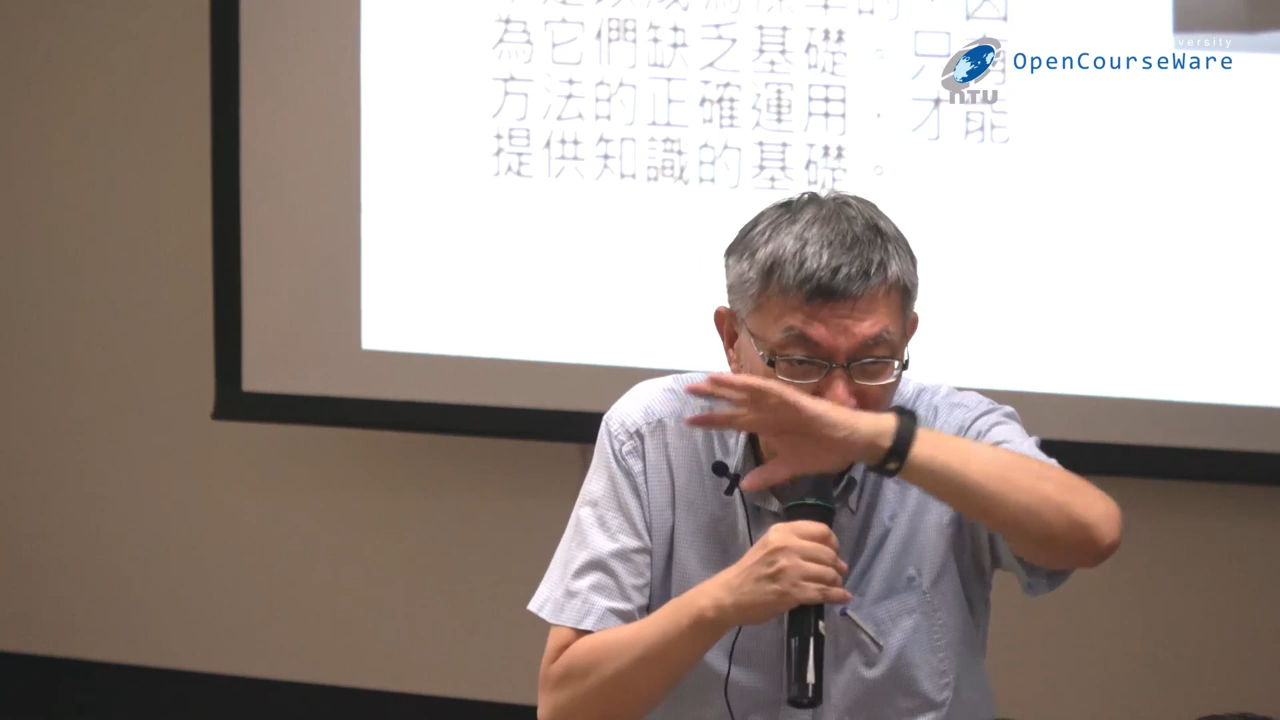 為它們缺乏基礎。只有
方法的正確運用,才能
提供知識的基礎。
versity
OpenCourseWare
NTU